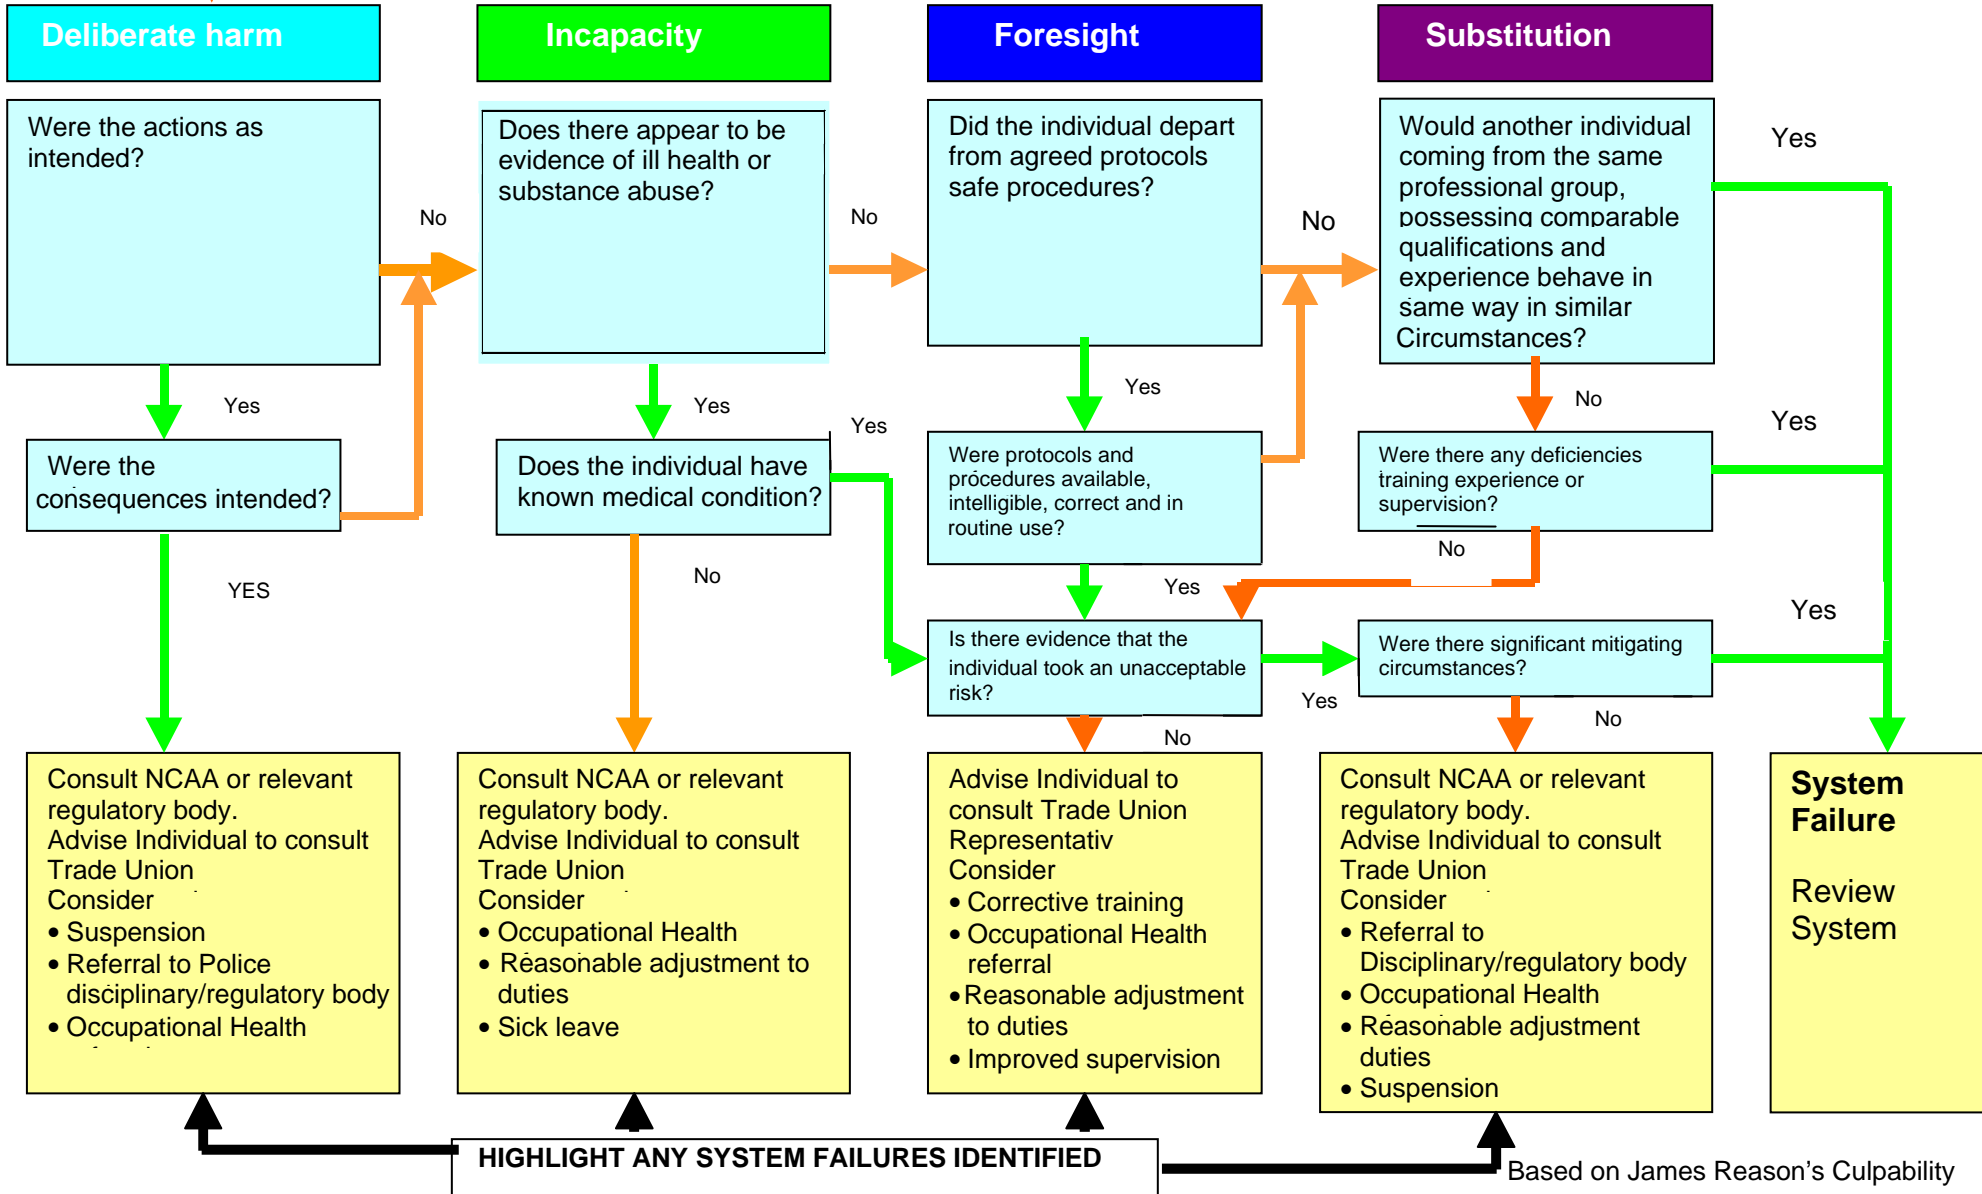 Deliberate harm
Incapacity
Foresight
Substitution
Were the actions as
intended?
No
Yes
Were the
consequences intended?
YES
Does there appear to be
evidence of ill health or
substance abuse?
No
Yes
Does the individual have
known medical condition?
Yes
No
Did the individual depart
from agreed protocols
safe procedures?
No
Yes
Were protocols and
procedures available,
intelligible, correct and in
routine use?
Yes
Is there evidence that the
individual took an unacceptable
risk?
Yes
No
Would another individual
coming from the same
professional group,
possessing comparable
qualifications and
experience behave in
same way in similar
Circumstances?
Yes
No
Were there any deficiencies
training experience or
supervision?
Yes
No
Were there significant mitigating
circumstances?
Yes
No
Consult NCAA or relevant
regulatory body.
Advise Individual to consult
Trade Union
Consider
• Suspension
• Referral to Police
disciplinary/regulatory body
• Occupational Health
Consult NCAA or relevant
regulatory body.
Advise Individual to consult
Trade Union
Consider
• Occupational Health
• Reasonable adjustment to
duties
• Sick leave
Advise Individual to
consult Trade Union
Representativ
Consider
• Corrective training
• Occupational Health
referral
• Reasonable adjustment
to duties
• Improved supervision
Consult NCAA or relevant
regulatory body.
Advise Individual to consult
Trade Union
Consider
• Referral to
Disciplinary/regulatory body
• Occupational Health
• Reasonable adjustment
duties
• Suspension
System
Failure
Review
System
HIGHLIGHT ANY SYSTEM FAILURES IDENTIFIED
Based on James Reason's Culpability